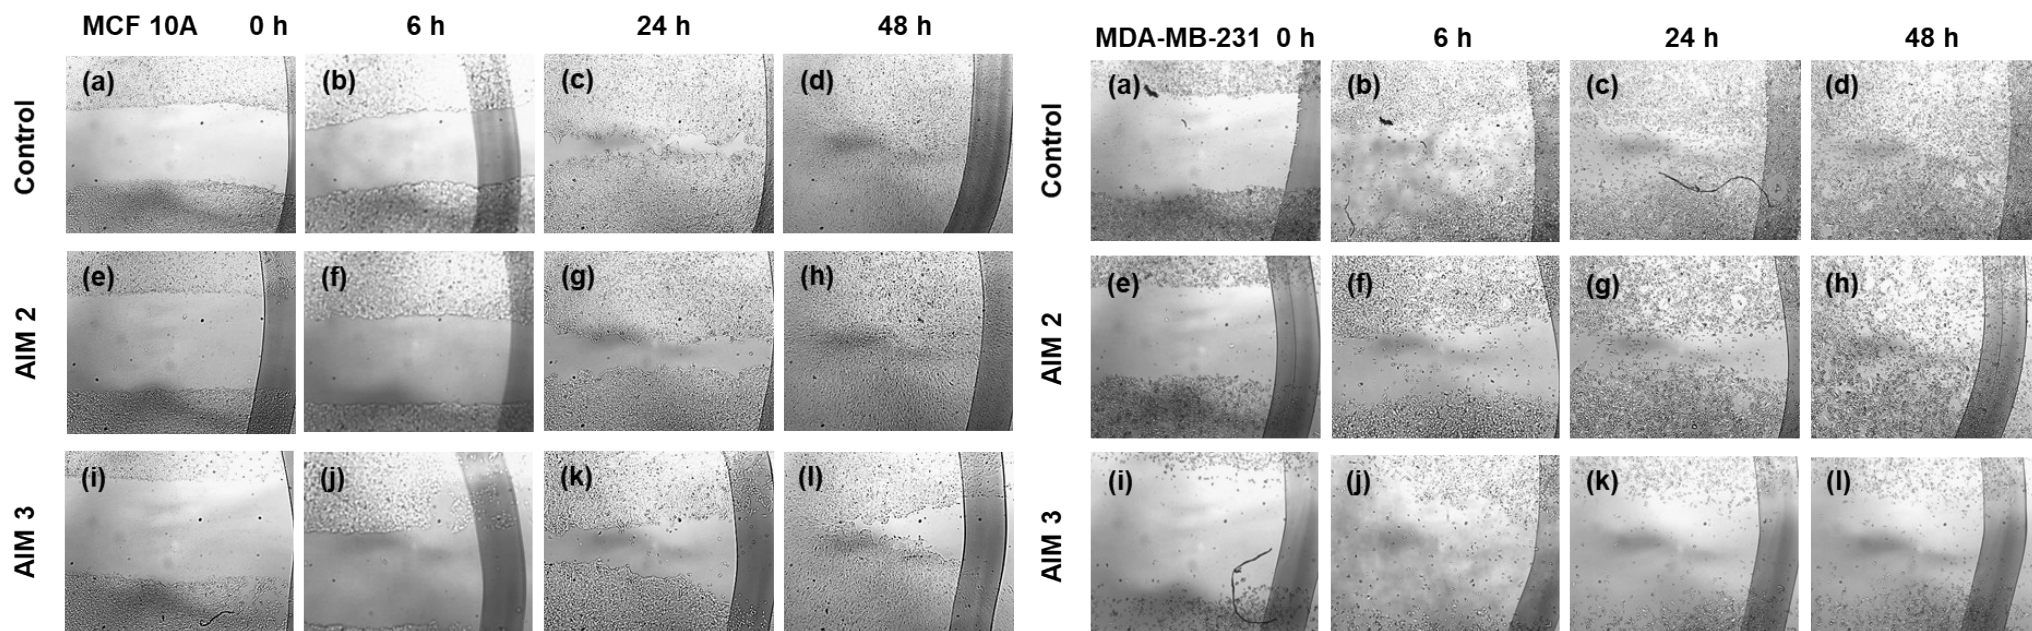 MCF 10A 0 h 6 h 24 h 48 h
Control (a) (b) (c) (d)
AIM 2 (e) (f) (g) (h)
AIM 3 (i) (j) (k) (l)
MDA-MB-231 0 h 6 h 24 h 48 h
Control (a) (b) (c) (d)
AIM 2 (e) (f) (g) (h)
AIM 3 (i) (j) (k) (l)